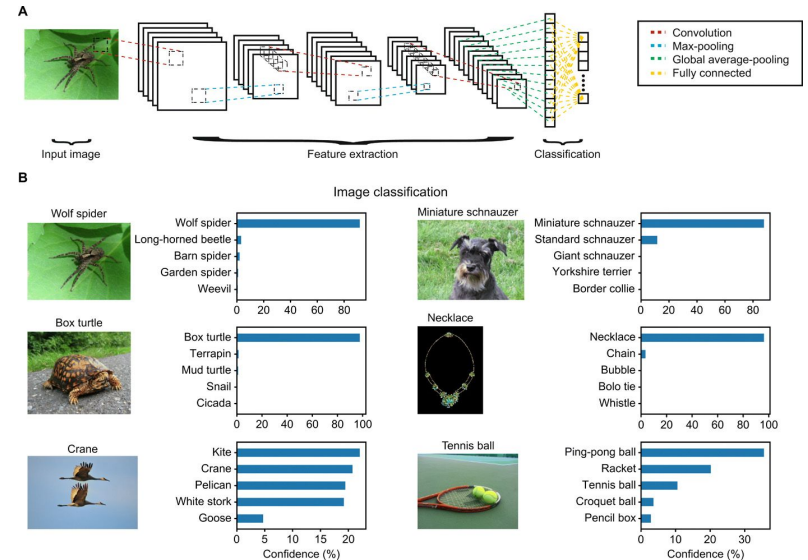 A
Convolution
Max-pooling
Global average-pooling
Fully connected
Input image
Feature extraction
Classification
B
Image classification
Wolf spider
Wolf spider
Long-horned beetle
Barn spider
Garden spider
Weevil
0 20 40 60 80
Miniature schnauzer
Miniature schnauzer
Standard schnauzer
Giant schnauzer
Yorkshire terrier
Border collie
0 20 40 60 80
Box turtle
Box turtle
Terrapin
Mud turtle
Snail
Cicada
0 20 40 60 80 100
Necklace
Necklace
Chain
Bubble
Bolo tie
Whistle
0 20 40 60 80 100
Crane
Kite
Crane
Pelican
White stork
Goose
0 5 10 15 20
Confidence (%)
Tennis ball
Ping-pong ball
Racket
Tennis ball
Croquet ball
Pencil box
0 10 20 30
Confidence (%)